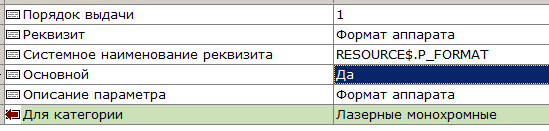 Порядок выдачи 1
Реквизит Формат аппарата
Системное наименование реквизита RESOURCE$.P_FORMAT
Основной Да
Описание параметра Формат аппарата
Для категории Лазерные монохромные